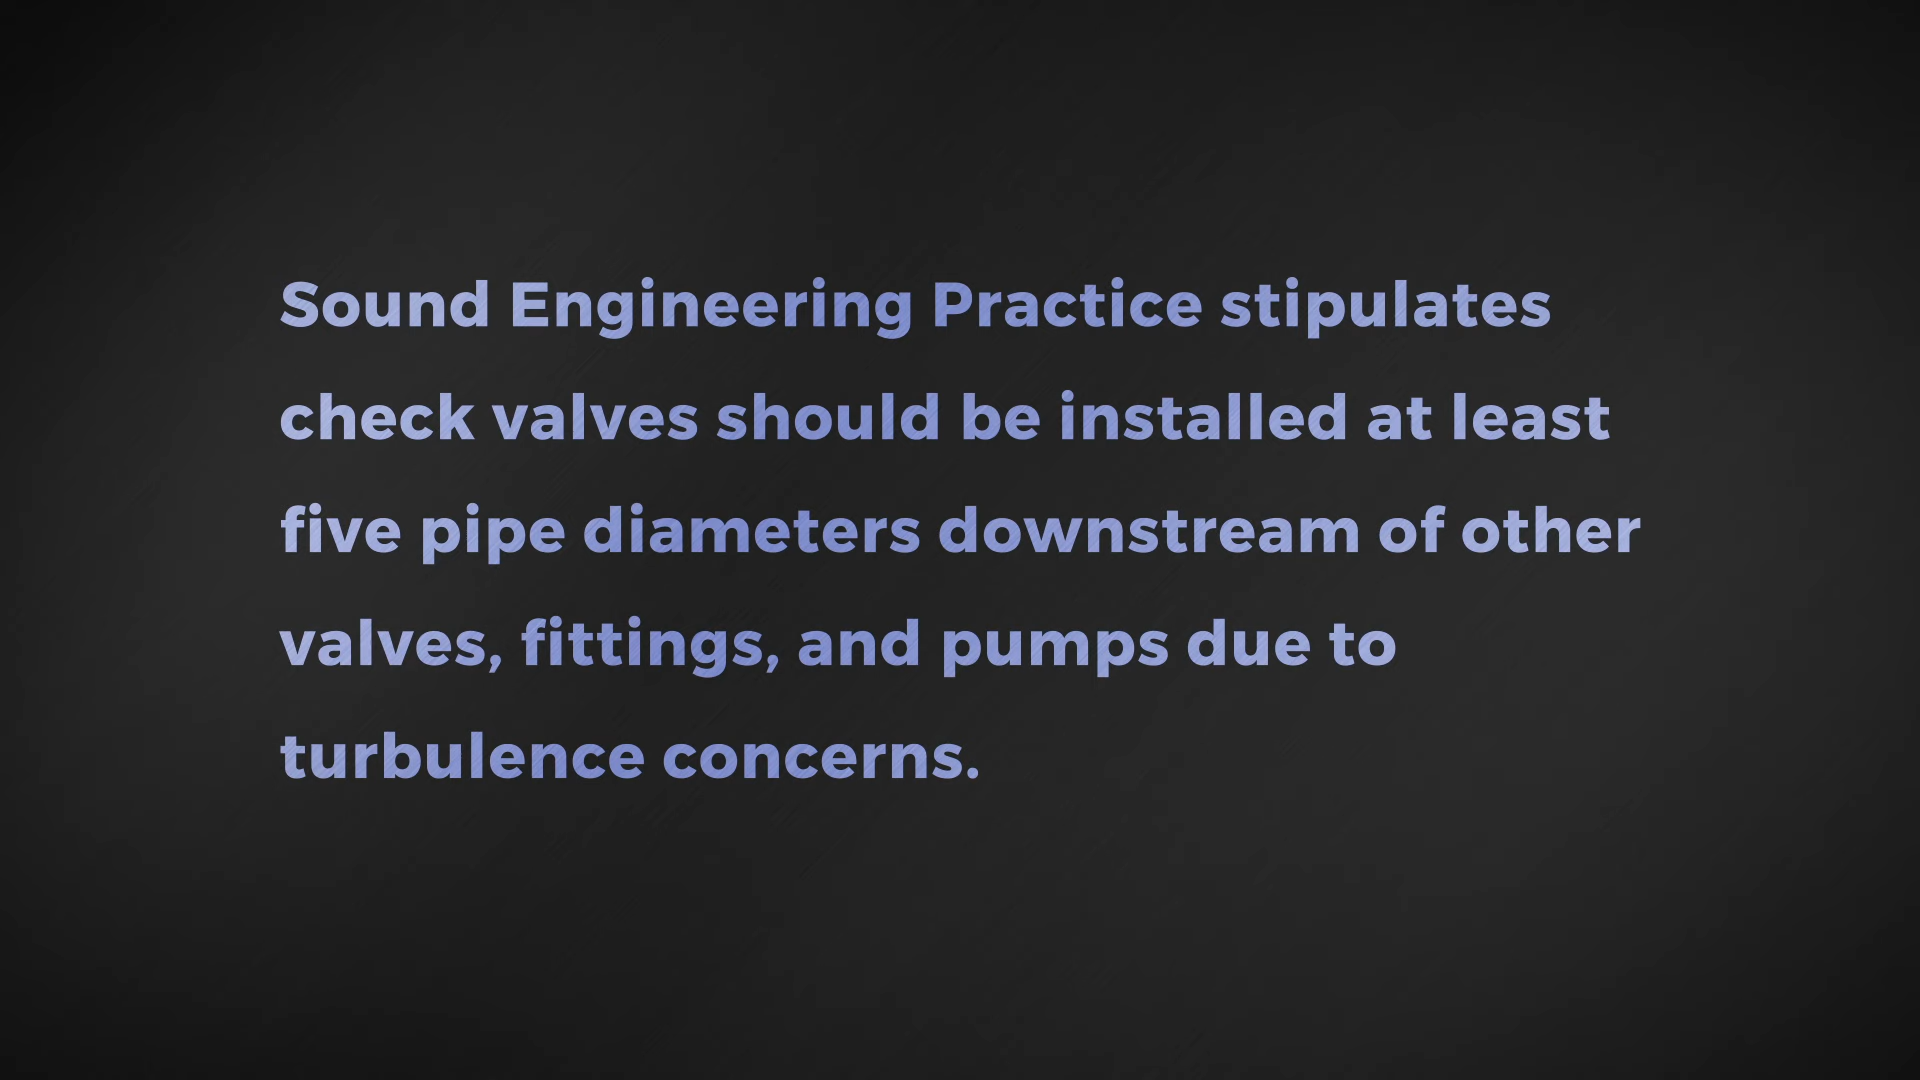 Sound Engineering Practice stipulates
check valves should be installed at least
five pipe diameters downstream of other
valves, fittings, and pumps due to
turbulence concerns.